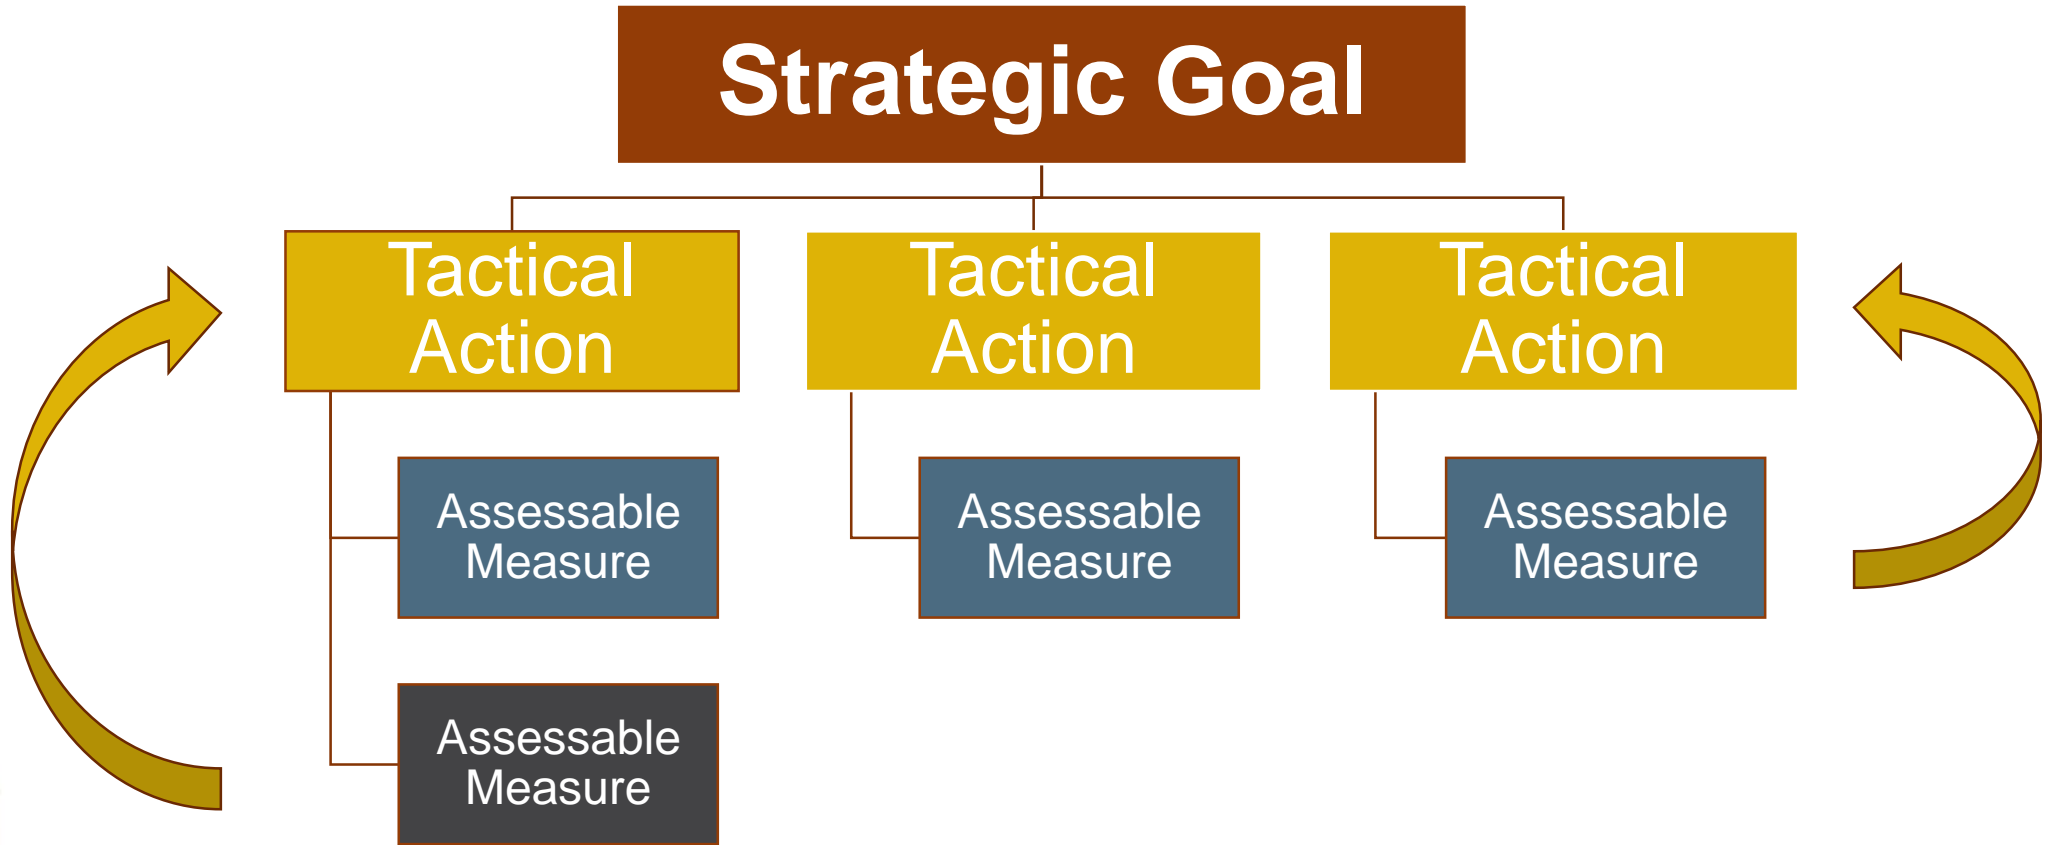 Strategic Goal
Tactical
Action
Tactical
Action
Tactical
Action
Assessable
Measure
Assessable
Measure
Assessable
Measure
Assessable
Measure